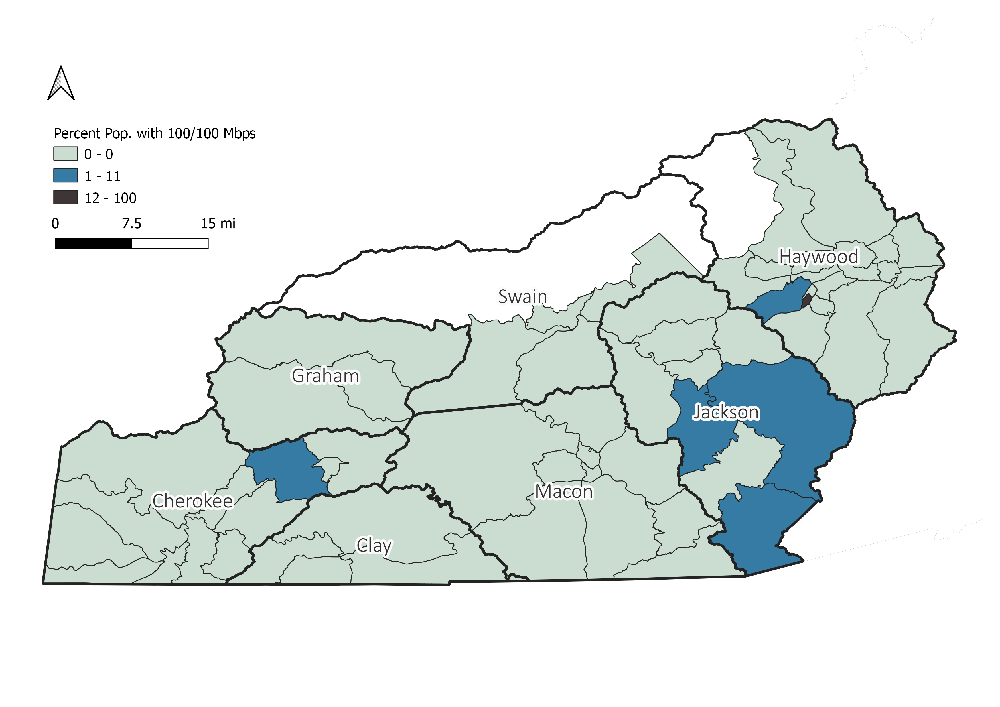 Percent Pop. with 100/100 Mbps
0 - 0
1 - 11
12 - 100
0 7.5 15 mi
Haywood
Swain
Graham
Jackson
Macon
Cherokee
Clay